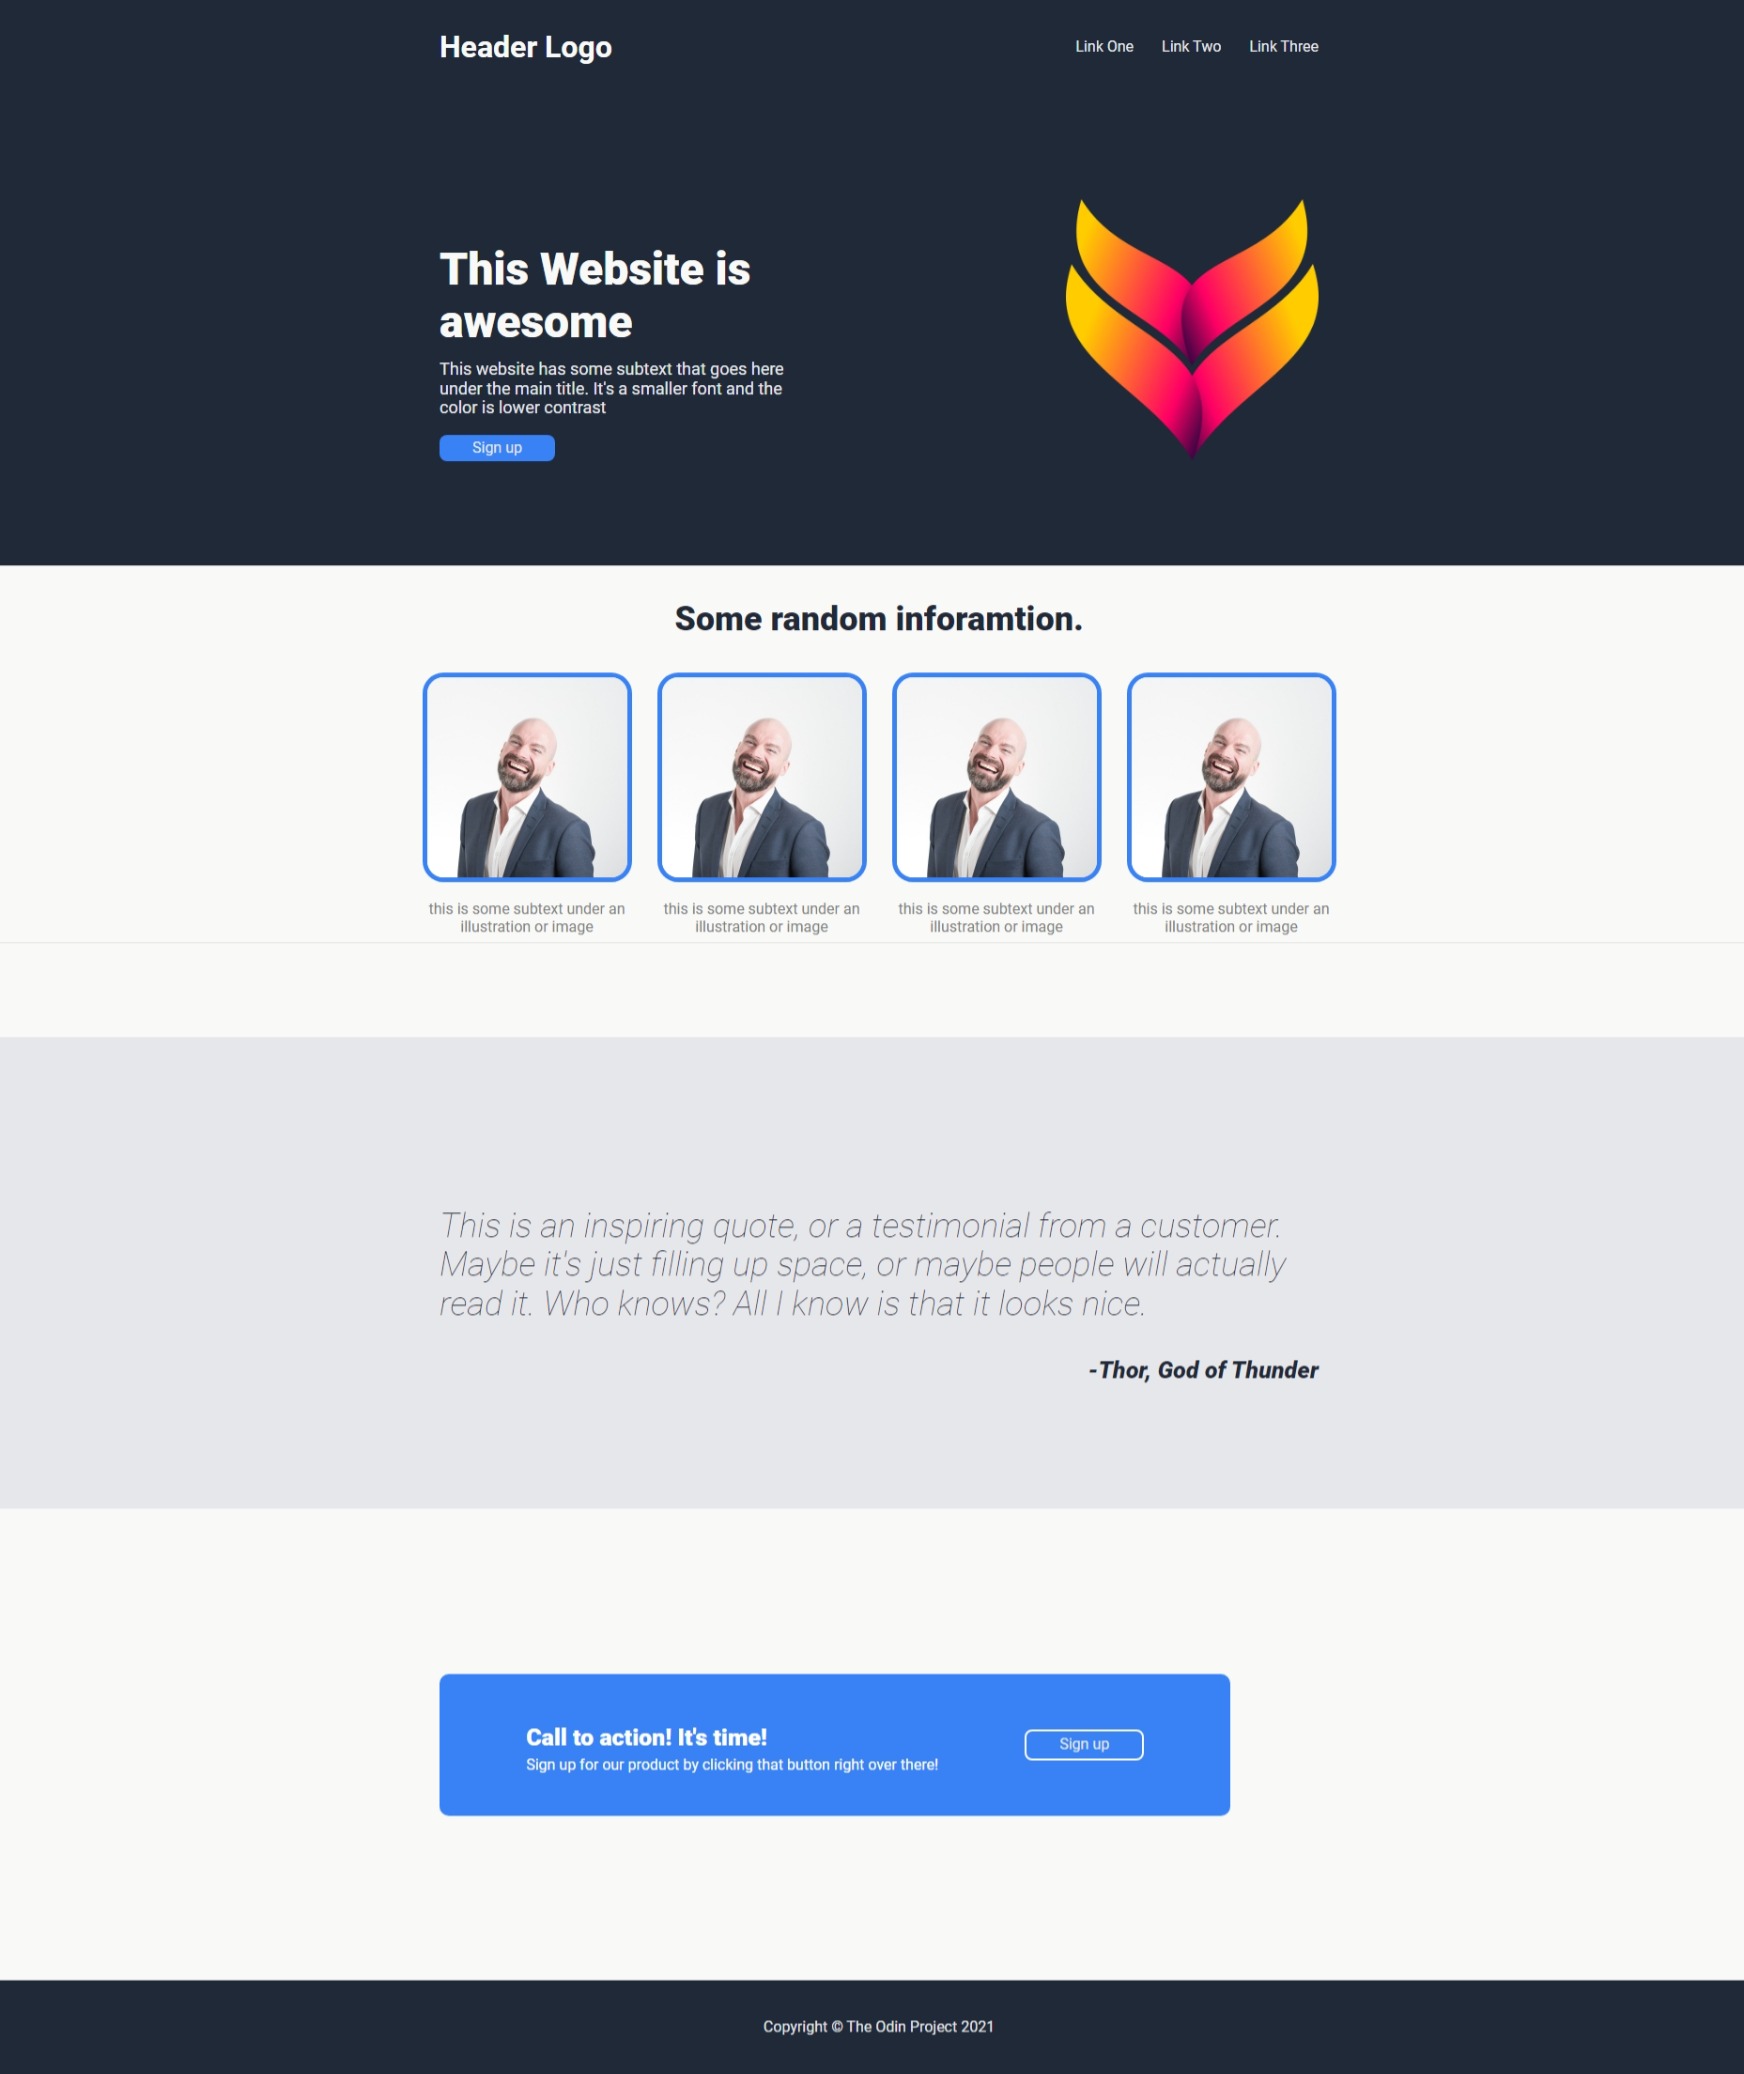 Header Logo
Link One
Link Two
Link Three
This Website is
awesome
This website has some subtext that goes here
under the main title. It's a smaller font and the
color is lower contrast
Sign up
Some random inforamtion.
this is some subtext under an
illustration or image
this is some subtext under an
illustration or image
this is some subtext under an
illustration or image
this is some subtext under an
illustration or image
This is an inspiring quote, or a testimonial from a customer.
Maybe it's just filling up space, or maybe people will actually
read it. Who knows? All I know is that it looks nice.
-Thor, God of Thunder
Call to action! It's time!
Sign up for our product by clicking that button right over there!
Sign up
Copyright © The Odin Project 2021